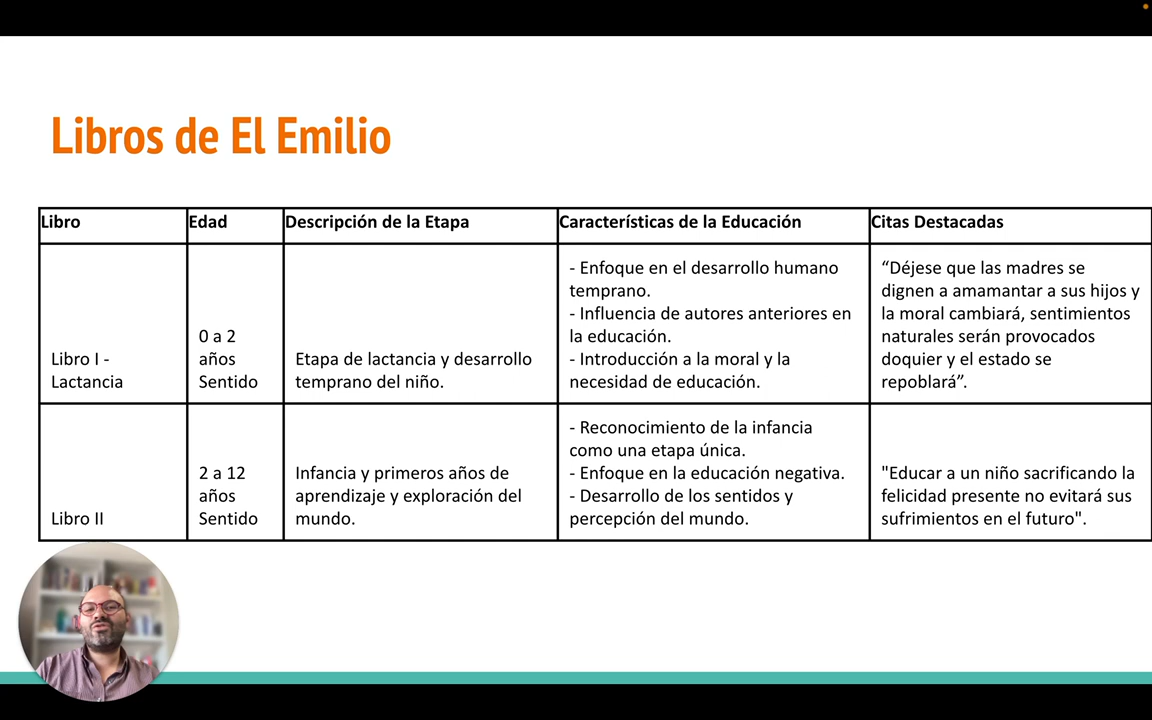 Libros de El Emilio
Libro
Edad
Descripción de la Etapa
Características de la Educación
Citas Destacadas
Libro I -
Lactancia
0 a 2
años
Sentido
Etapa de lactancia y desarrollo
temprano del niño.
- Enfoque en el desarrollo humano
temprano.
- Influencia de autores anteriores en
la educación.
- Introducción a la moral y la
necesidad de educación.
“Déjese que las madres se
dignen a amamantar a sus hijos y
la moral cambiará, sentimientos
naturales serán provocados
doquier y el estado se
repoblará”.
Libro II
2 a 12
años
Sentido
Infancia y primeros años de
aprendizaje y exploración del
mundo.
- Reconocimiento de la infancia
como una etapa única.
- Enfoque en la educación negativa.
- Desarrollo de los sentidos y
percepción del mundo.
"Educar a un niño sacrificando la
felicidad presente no evitará sus
sufrimientos en el futuro".